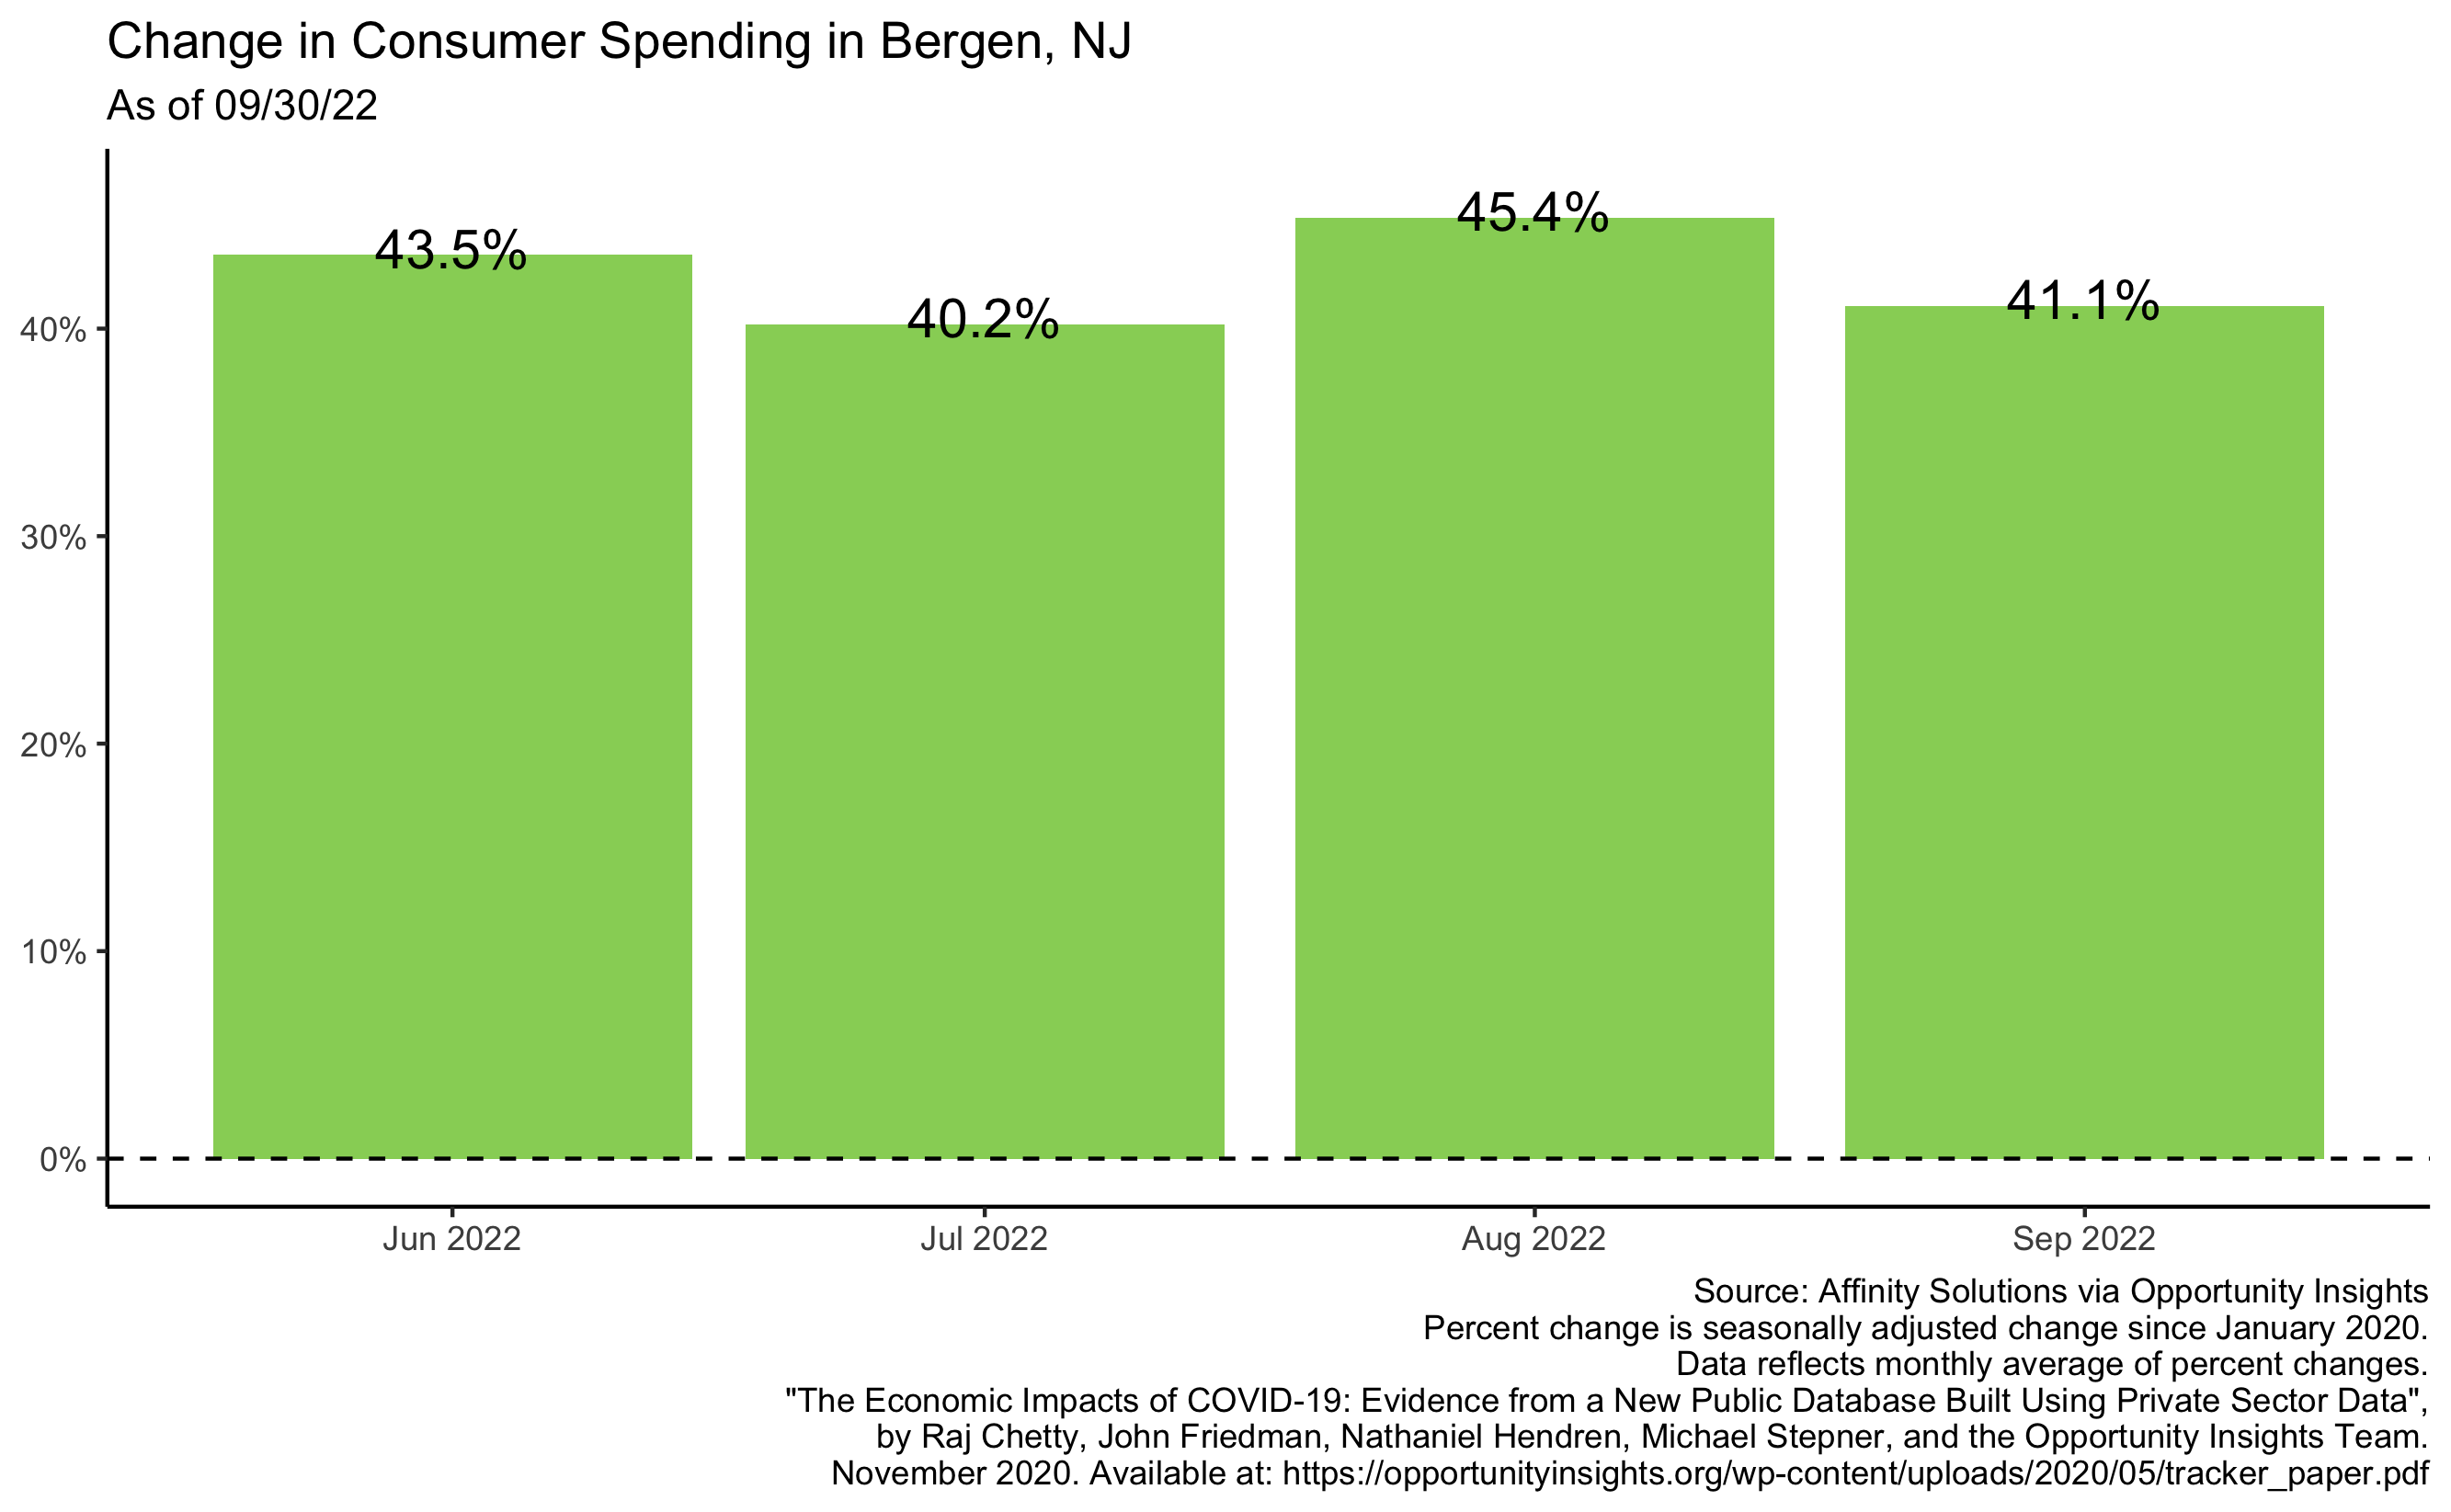 Change in Consumer Spending in Bergen, NJ
As of 09/30/22
43.5%
40.2%
45.4%
41.1%
40%
30%
20%
10%
0%
Jun 2022
Jul 2022
Aug 2022
Sep 2022
Source: Affinity Solutions via Opportunity Insights
Percent change is seasonally adjusted change since January 2020.
Data reflects monthly average of percent changes.
"The Economic Impacts of COVID-19: Evidence from a New Public Database Built Using Private Sector Data",
by Raj Chetty, John Friedman, Nathaniel Hendren, Michael Stepner, and the Opportunity Insights Team.
November 2020. Available at: https://opportunityinsights.org/wp-content/uploads/2020/05/tracker_paper.pdf